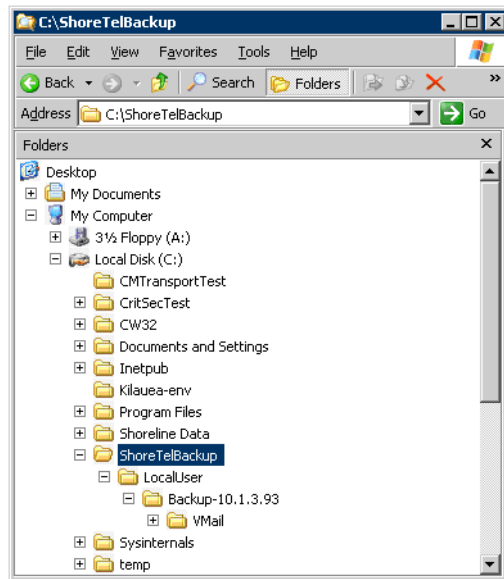 C:\ShoreTelBackup
File Edit View Favorites Tools Help
Back Search Folders »
Address C:\ShoreTelBackup Go
Folders
Desktop
My Documents
My Computer
3½ Floppy (A:)
Local Disk (C:)
CMTransportTest
CritSecTest
CW32
Documents and Settings
Inetpub
Kilauea-env
Program Files
Shoreline Data
ShoreTelBackup
LocalUser
Backup-10.1.3.93
VMail
Sysinternals
temp